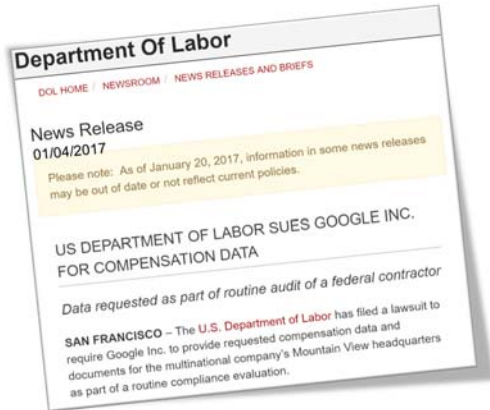 Department Of Labor
DOL HOME / NEWSROOM / NEWS RELEASES AND BRIEFS
News Release
01/04/2017
Please note: As of January 20, 2017, information in some news releases
may be out of date or not reflect current policies.
US DEPARTMENT OF LABOR SUES GOOGLE INC.
FOR COMPENSATION DATA
Data requested as part of routine audit of a federal contractor
SAN FRANCISCO – The U.S. Department of Labor has filed a lawsuit to
require Google Inc. to provide requested compensation data and
documents for the multinational company's Mountain View headquarters
as part of a routine compliance evaluation.